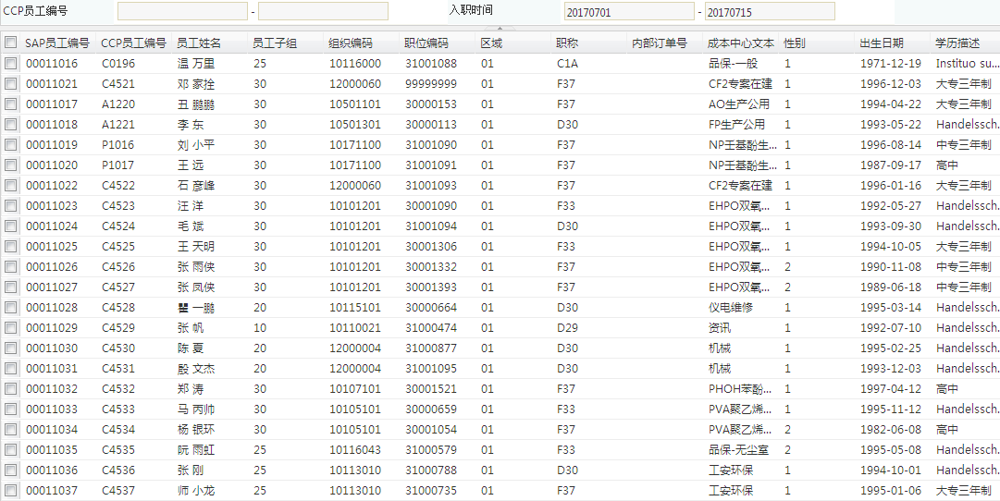 CCP员工编号 - 入职时间 20170701 - 20170715
SAP员工编号 CCP员工编号 员工姓名 员工子组 组织编码 职位编码 区域 职称 内部订单号 成本中心文本 性别 出生日期 学历描述
00011016 C0196 温 万里 25 10116000 31001088 01 C1A 品保-一般 1 1971-12-19 Instituo su...
00011021 C4521 邓 家拴 30 12000060 99999999 01 F37 CF2专案在建 1 1996-12-03 大专三年制
00011017 A1220 丑 鹏鹏 30 10501101 30000153 01 F37 AO生产公用 1 1994-04-22 大专三年制
00011018 A1221 李 东 30 10501301 30000113 01 D30 FP生产公用 1 1993-05-22 Handelssch.
00011019 P1016 刘 小平 30 10171100 31001090 01 F37 NP壬基酚生... 1 1996-08-14 中专三年制
00011020 P1017 王 远 30 10171100 31001091 01 F37 NP壬基酚生... 1 1987-09-17 高中
00011022 C4522 石 彦峰 30 12000060 31001093 01 F37 CF2专案在建 1 1996-01-16 大专三年制
00011023 C4523 汪 洋 30 10101201 30001090 01 F33 EHPO双氧... 1 1992-05-27 Handelssch.
00011024 C4524 毛 斌 30 10101201 31001094 01 D30 EHPO双氧... 1 1993-09-30 Handelssch.
00011025 C4525 王 天明 30 10101201 30001306 01 F33 EHPO双氧... 1 1994-10-05 大专三年制
00011026 C4526 张 雨侠 30 10101201 30001332 01 F37 EHPO双氧... 2 1990-11-08 中专三年制
00011027 C4527 张 凤侠 30 10101201 30001393 01 F37 EHPO双氧... 2 1989-06-18 中专三年制
00011028 C4528 瞿 一鹏 20 10115101 30000664 01 D30 仪电维修 1 1995-03-14 Handelssch.
00011029 C4529 张 帆 10 10110021 31000474 01 D29 资讯 1 1992-07-10 Handelssch.
00011030 C4530 陈 夏 20 12000004 31000877 01 D30 机械 1 1995-02-25 Handelssch.
00011031 C4531 殷 文杰 20 12000004 31001095 01 D30 机械 1 1993-12-03 Handelssch.
00011032 C4532 郑 涛 30 10107101 30001521 01 F37 PHOH苯酚... 1 1997-04-12 高中
00011033 C4533 马 丙帅 30 10105101 30000659 01 F33 PVA聚乙烯... 1 1995-11-12 Handelssch.
00011034 C4534 杨 银环 30 10105101 30001054 01 F37 PVA聚乙烯... 2 1982-06-08 高中
00011035 C4535 阮 雨虹 25 10116043 31000579 01 F33 品保-无尘室 2 1995-05-08 Handelssch.
00011036 C4536 张 刚 25 10113010 31000788 01 D30 工安环保 1 1994-10-01 Handelssch.
00011037 C4537 师 小龙 25 10113010 31000735 01 F37 工安环保 1 1995-01-06 大专三年制